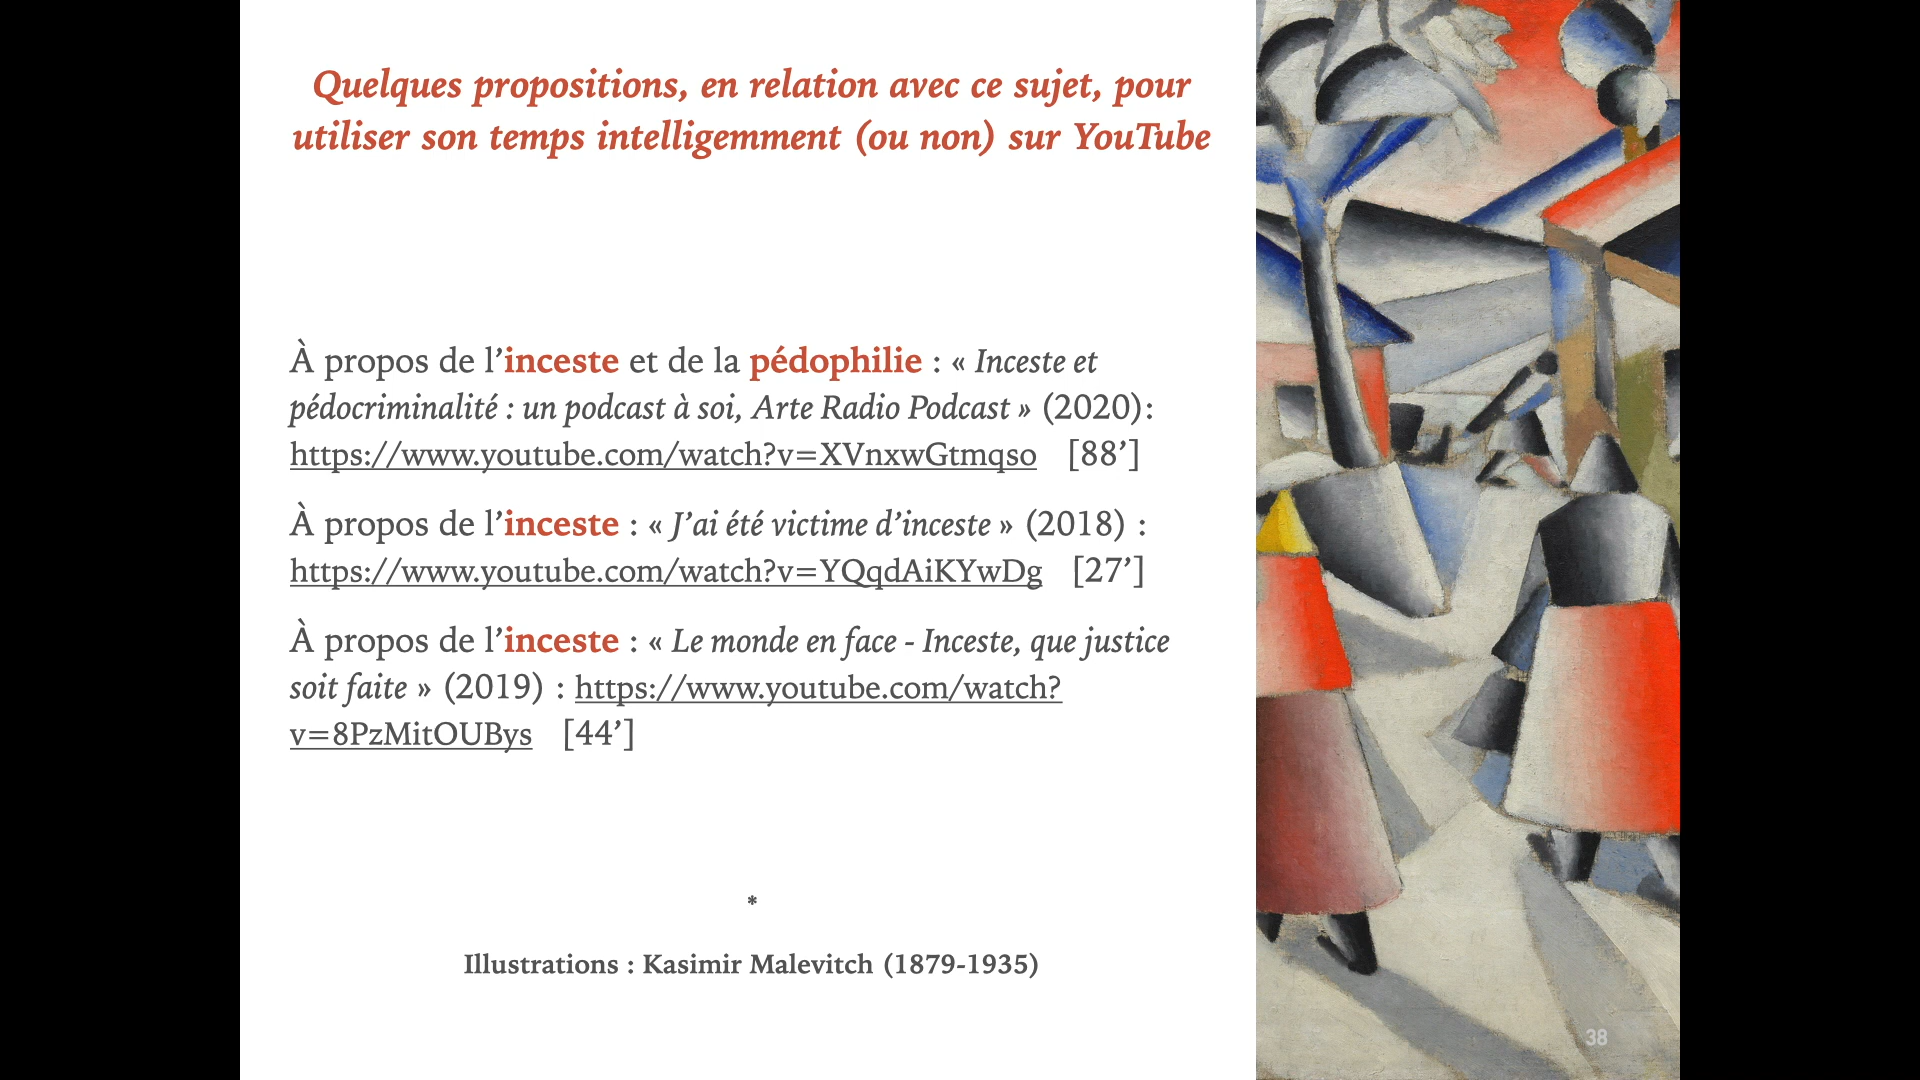 Quelques propositions, en relation avec ce sujet, pour
utiliser son temps intelligemment (ou non) sur YouTube
À propos de l’inceste et de la pédophilie : « Inceste et
pédocriminalité : un podcast à soi, Arte Radio Podcast » (2020):
https://www.youtube.com/watch?v=XVnxwGtmqso [88’]
À propos de l’inceste : « J’ai été victime d’inceste » (2018) :
https://www.youtube.com/watch?v=YQqdAiKYwDg [27’]
À propos de l’inceste : « Le monde en face - Inceste, que justice
soit faite » (2019) : https://www.youtube.com/watch?
v=8PzMitOUBys [44’]
*
Illustrations : Kasimir Malevitch (1879-1935)
38